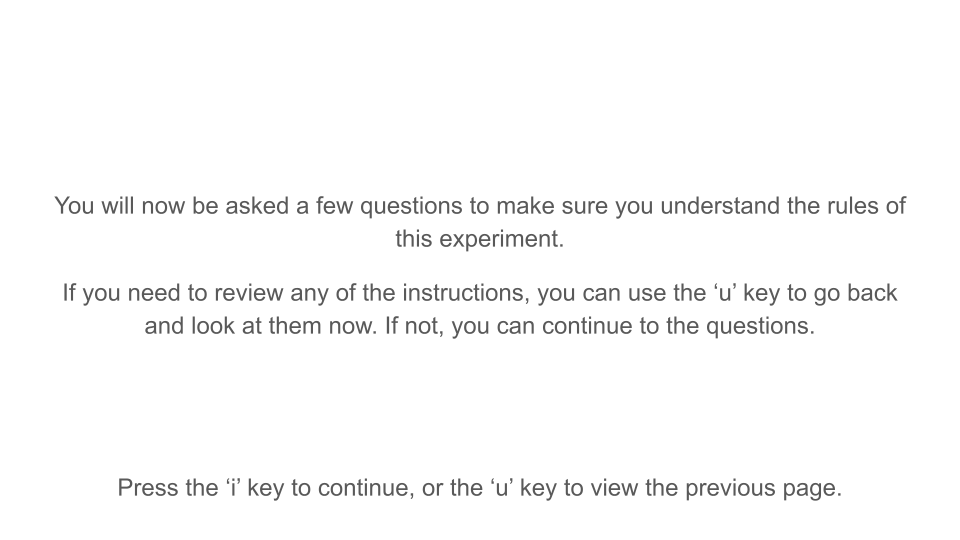 You will now be asked a few questions to make sure you understand the rules of
this experiment.
If you need to review any of the instructions, you can use the ‘u’ key to go back
and look at them now. If not, you can continue to the questions.
Press the ‘i’ key to continue, or the ‘u’ key to view the previous page.